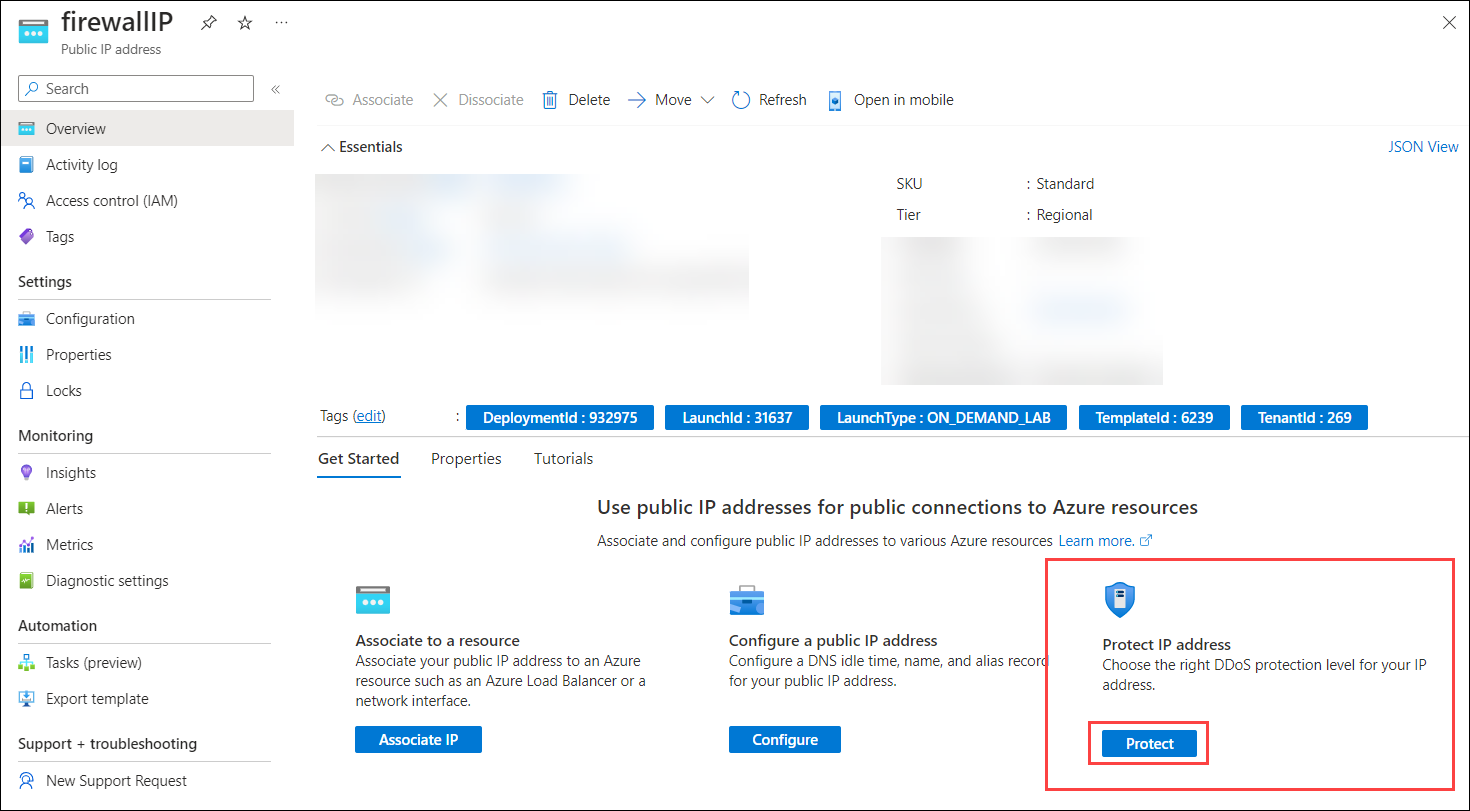 firewallIP
Public IP address
Search
Overview
Activity log
Access control (IAM)
Tags
Settings
Configuration
Properties
Locks
Monitoring
Insights
Alerts
Metrics
Diagnostic settings
Automation
Tasks (preview)
Export template
Support + troubleshooting
New Support Request
Associate Dissociate Delete Move Refresh Open in mobile
Essentials JSON View
SKU : Standard
Tier : Regional
Tags (edit) : DeploymentId : 932975 LaunchId : 31637 LaunchType : ON_DEMAND_LAB TemplateId : 6239 TenantId : 269
Get Started Properties Tutorials
Use public IP addresses for public connections to Azure resources
Associate and configure public IP addresses to various Azure resources Learn more.
Associate to a resource
Associate your public IP address to an Azure
resource such as an Azure Load Balancer or a
network interface.
Associate IP
Configure a public IP address
Configure a DNS idle time, name, and alias record
for your public IP address.
Configure
Protect IP address
Choose the right DDoS protection level for your IP
address.
Protect